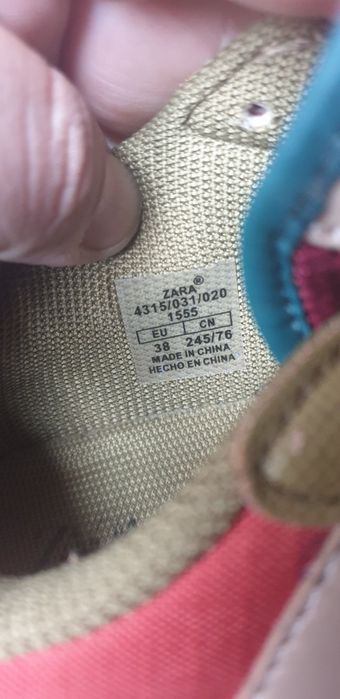 ZARA®
4315/031/020
1555
EU CN
38 245/76
MADE IN CHINA
HECHO EN CHINA